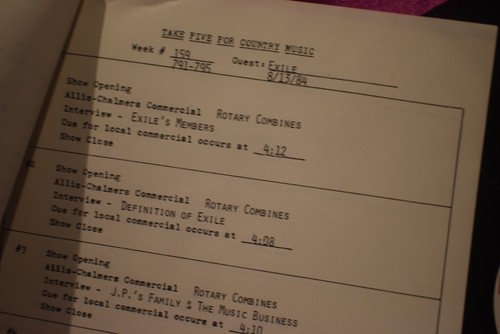 TAKE FIVE FOR COUNTRY MUSIC
Week # 159 Guest: EXILE
791-795 8/13/84
Show Opening
Allis-Chalmers Commercial ROTARY COMBINES
Interview - EXILE'S MEMBERS
Cue for local commercial occurs at 4:12
Show Close
#2
Show Opening
Allis-Chalmers Commercial ROTARY COMBINES
Interview - DEFINITION OF EXILE
Cue for local commercial occurs at 4:08
Show Close
#3
Show Opening
Allis-Chalmers Commercial ROTARY COMBINES
Interview - J.P.'S FAMILY & THE MUSIC BUSINESS
Cue for local commercial occurs at 4:10
Show Close